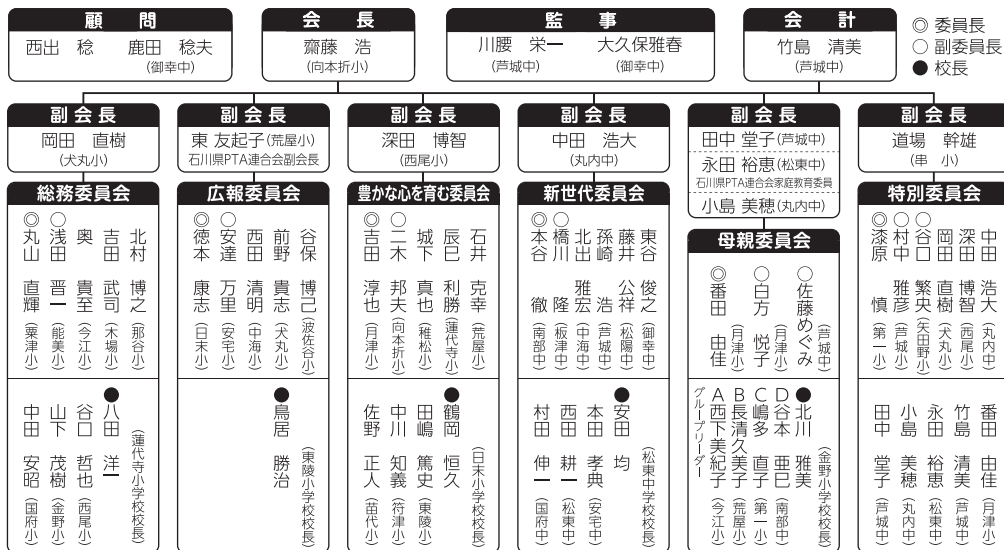 顧問
西出 稔 鹿田 稔夫
(御幸中)
会長
齋藤 浩
(向本折小)
監事
川腰 栄一 大久保雅春
(芦城中) (御幸中)
会計
竹島 清美
(芦城中)
◎ 委員長
○ 副委員長
● 校長
副会長
岡田 直樹
(犬丸小)
総務委員会
◎丸山 直輝(粟津小)
○浅田 晋一(能美小)
奥 貴至(今江小)
吉田 武司(木場小)
北村 博之(那谷小)
中田 安昭(国府小)
山下 茂樹(金野小)
谷口 哲也(西尾小)
●八田 洋一(蓮代寺小学校校長)
副会長
東 友起子(荒屋小)
石川県PTA連合会副会長
広報委員会
◎徳本 康志(日末小)
○安達 万里(安宅小)
西田 清明(中海小)
前野 貴志(犬丸小)
谷保 博己(波佐谷小)
●鳥居 勝治(東陵小学校校長)
副会長
深田 博智
(西尾小)
豊かな心を育む委員会
◎吉田 淳也(月津小)
○二木 邦夫(向本折小)
城下 真也(稚松小)
辰巳 利勝(蓮代寺小)
石井 克幸(荒屋小)
佐野 正人(苗代小)
中川 知義(符津小)
田嶋 篤史(東陵小)
●鶴岡 恒久(日末小学校校長)
副会長
中田 浩大
(丸内中)
新世代委員会
◎本谷 徹(南部中)
○橋川 隆(板津中)
北出 雅宏(中海中)
孫崎 浩(芦城中)
藤井 公祥(松陽中)
東谷 俊之(御幸中)
村田 伸一(国府中)
西田 耕一(松東中)
本田 孝典(安宅中)
●安田 均(松東中学校校長)
副会長
田中 堂子(芦城中)
永田 裕恵(松東中)
石川県PTA連合会家庭教育委員
小島 美穂(丸内中)
母親委員会
◎番田 由佳(月津小)
○白方 悦子(月津小)
○佐藤めぐみ(芦城中)
グループリーダー
A西下美紀子(今江小)
B長清久美子(荒屋小)
C嶋多 直子(第一小)
D谷本 亜巳(南部中)
●北川 雅美(金野小学校校長)
副会長
道場 幹雄
(串 小)
特別委員会
◎漆原 慎(第一小)
○村中 雅彦(芦城小)
○谷口 繁央(矢田野小)
岡田 直樹(犬丸小)
深田 博智(西尾小)
中田 浩大(丸内中)
田中 堂子(芦城中)
小島 美穂(丸内中)
永田 裕恵(松東中)
竹島 清美(芦城中)
番田 由佳(月津小)